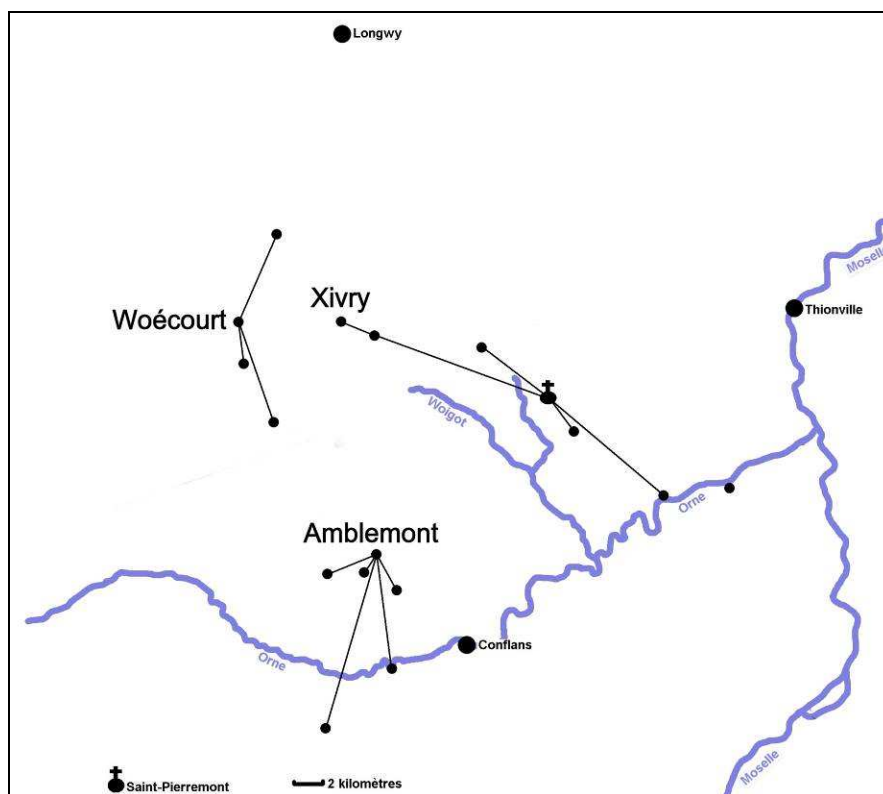 Longwy
Moselle
Xivry
Woécourt
Thionville
Woigot
Orne
Amblemont
Conflans
Orne
Moselle
Saint-Pierremont
2 kilomètres